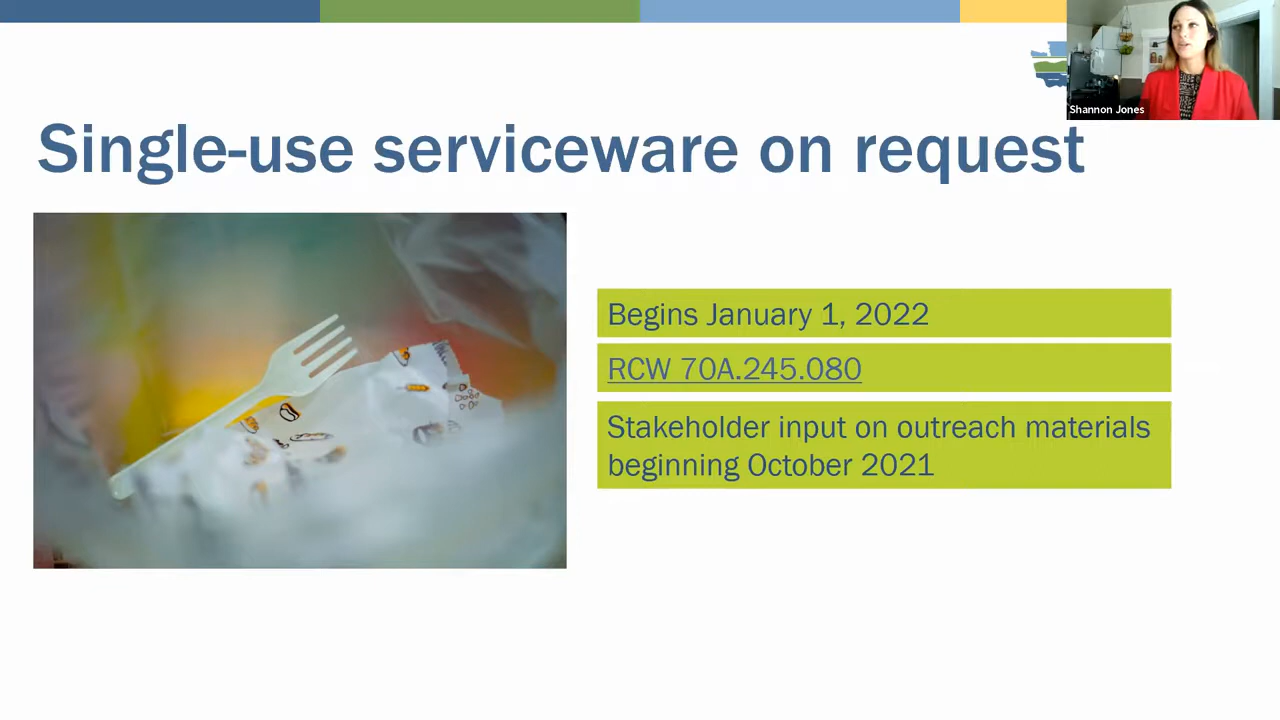 Shannon Jones
Single-use serviceware on request
Begins January 1, 2022
RCW 70A.245.080
Stakeholder input on outreach materials
beginning October 2021